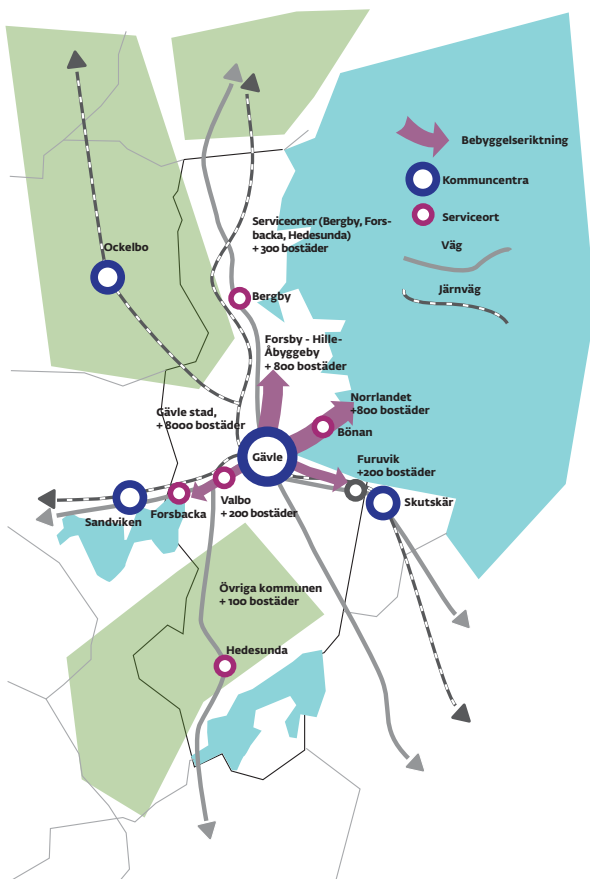 Bebyggelseriktning
Kommuncentra
Serviceort
Väg
Järnväg
Serviceorter (Bergby, Fors-
backa, Hedesunda)
+ 300 bostäder
Ockelbo
Bergby
Forsby - Hille-
Åbyggeby
+ 800 bostäder
Norrlandet
+800 bostäder
Gävle stad,
+ 8000 bostäder
Bönan
Gävle
Furuvik
+200 bostäder
Skutskär
Sandviken
Forsbacka
Valbo
+ 200 bostäder
Övriga kommunen
+ 100 bostäder
Hedesunda